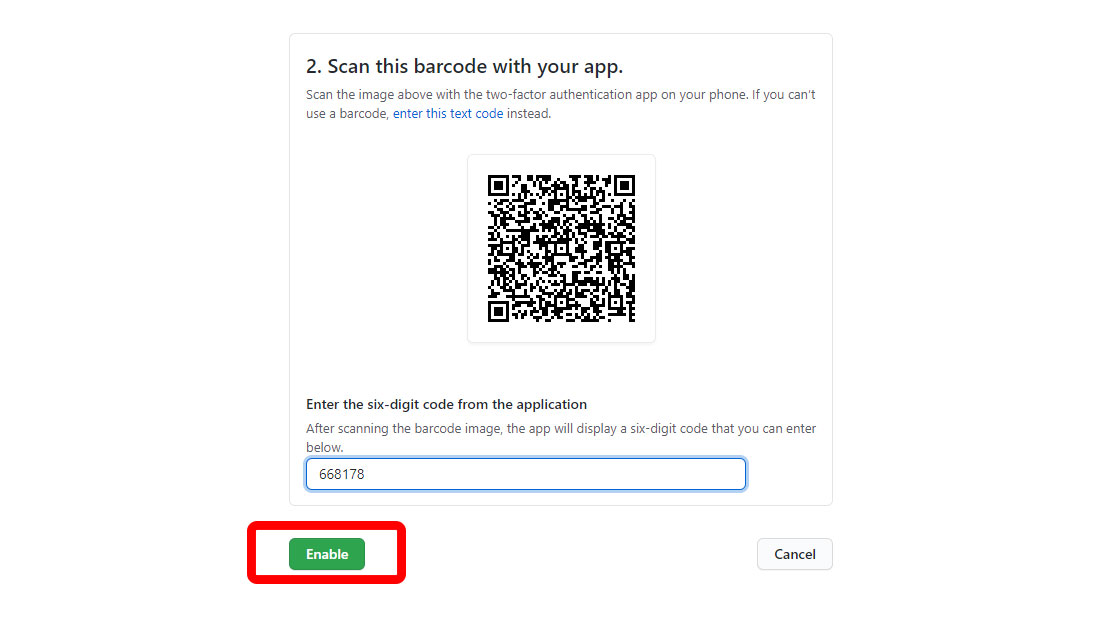 2. Scan this barcode with your app.
Scan the image above with the two-factor authentication app on your phone. If you can't
use a barcode, enter this text code instead.
Enter the six-digit code from the application
After scanning the barcode image, the app will display a six-digit code that you can enter
below.
668178
Enable
Cancel